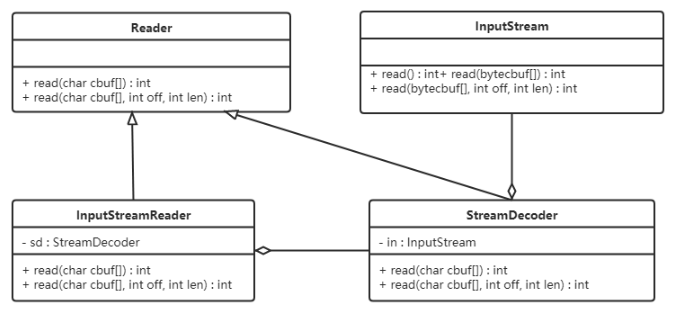 Reader
+ read(char cbuf[]) : int
+ read(char cbuf[], int off, int len) : int
InputStream
+ read() : int+ read(bytecbuf[]) : int
+ read(bytecbuf[], int off, int len) : int
InputStreamReader
- sd : StreamDecoder
+ read(char cbuf[]) : int
+ read(char cbuf[], int off, int len) : int
StreamDecoder
- in : InputStream
+ read(char cbuf[]) : int
+ read(char cbuf[], int off, int len) : int